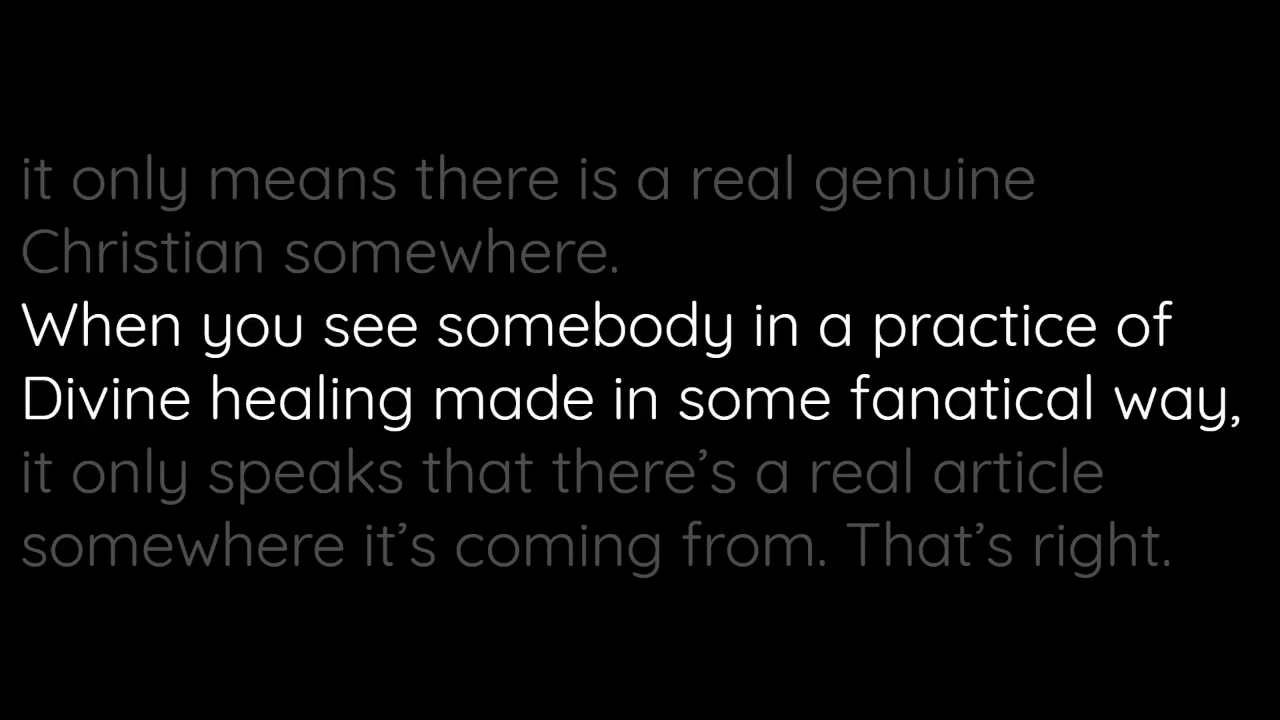 it only means there is a real genuine
Christian somewhere.
When you see somebody in a practice of
Divine healing made in some fanatical way,
it only speaks that there’s a real article
somewhere it’s coming from. That’s right.